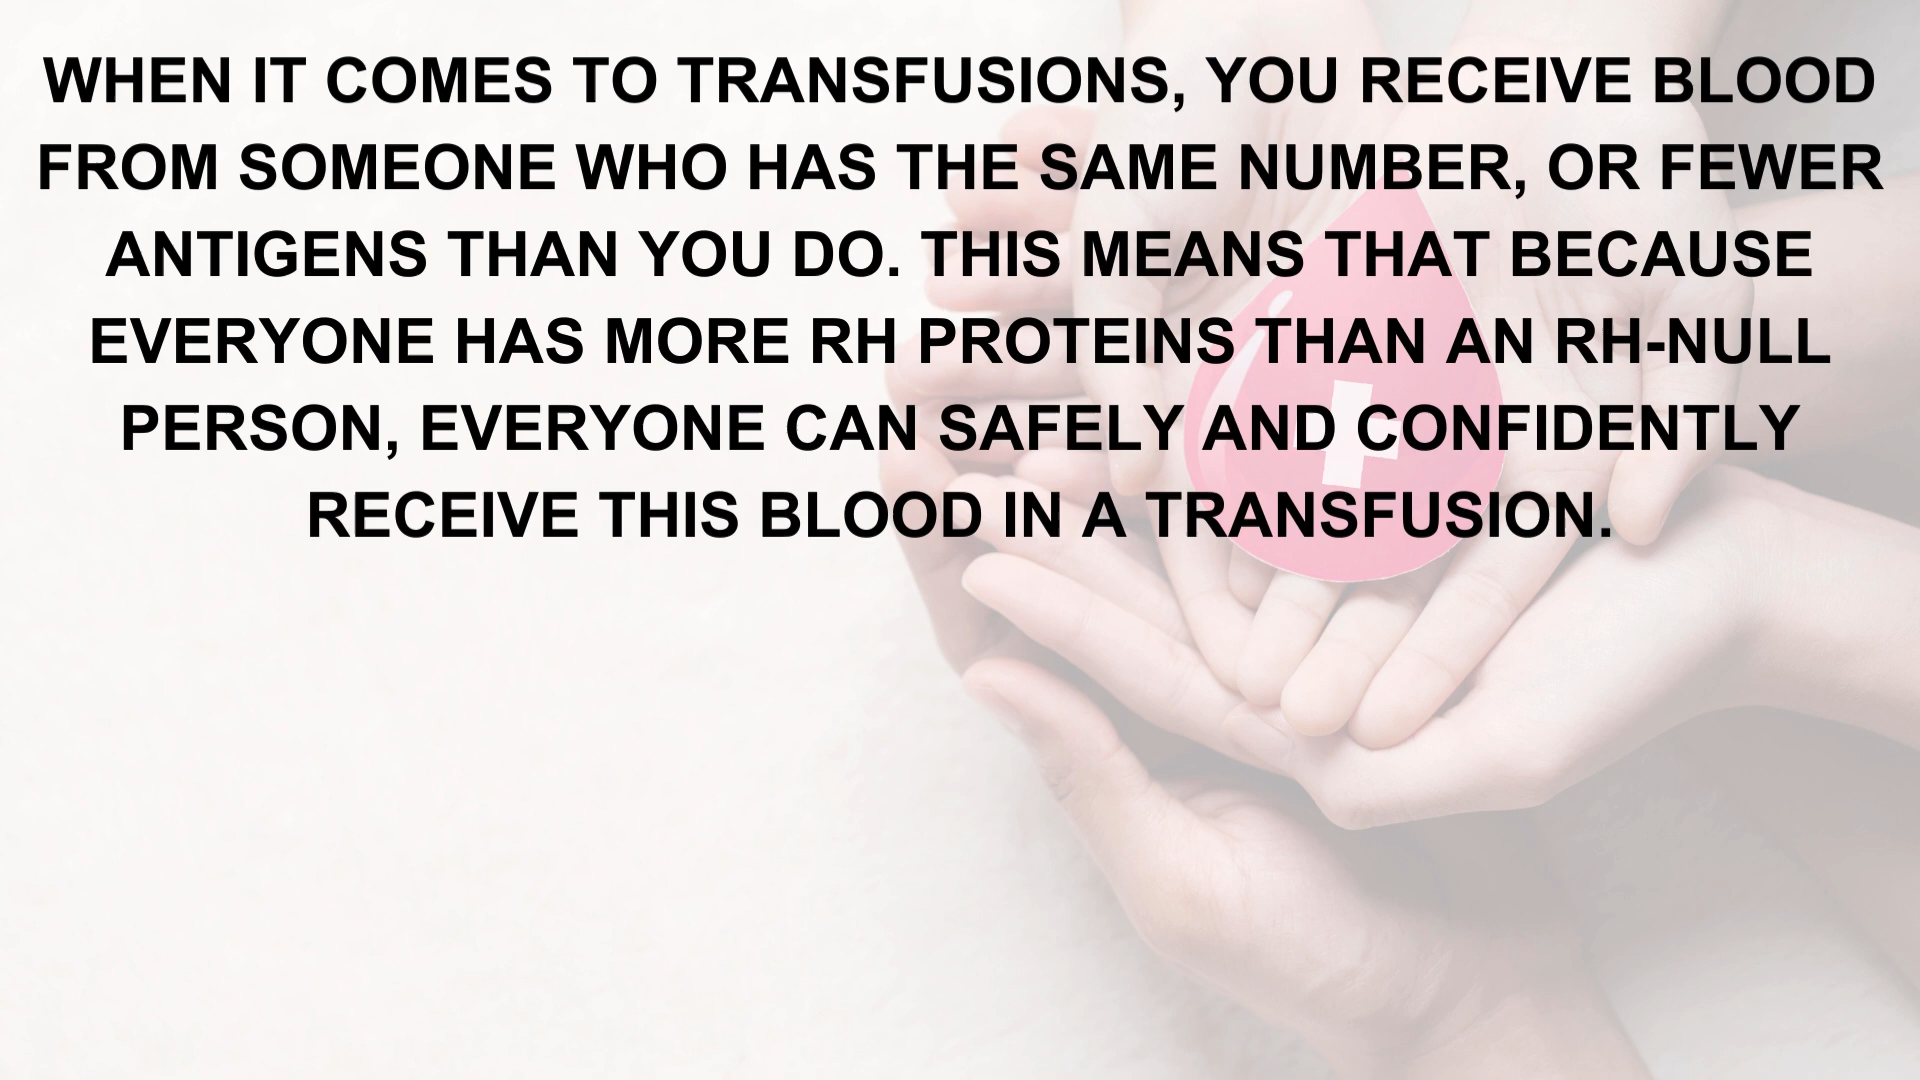 WHEN IT COMES TO TRANSFUSIONS, YOU RECEIVE BLOOD
FROM SOMEONE WHO HAS THE SAME NUMBER, OR FEWER
ANTIGENS THAN YOU DO. THIS MEANS THAT BECAUSE
EVERYONE HAS MORE RH PROTEINS THAN AN RH-NULL
PERSON, EVERYONE CAN SAFELY AND CONFIDENTLY
RECEIVE THIS BLOOD IN A TRANSFUSION.